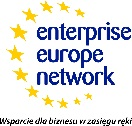 enterprise
europe
network
Wsparcie dla biznesu w zasięgu ręki